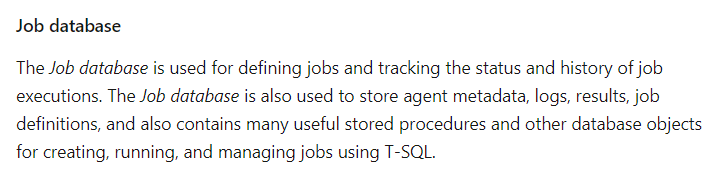 Job database
The Job database is used for defining jobs and tracking the status and history of job
executions. The Job database is also used to store agent metadata, logs, results, job
definitions, and also contains many useful stored procedures and other database objects
for creating, running, and managing jobs using T-SQL.